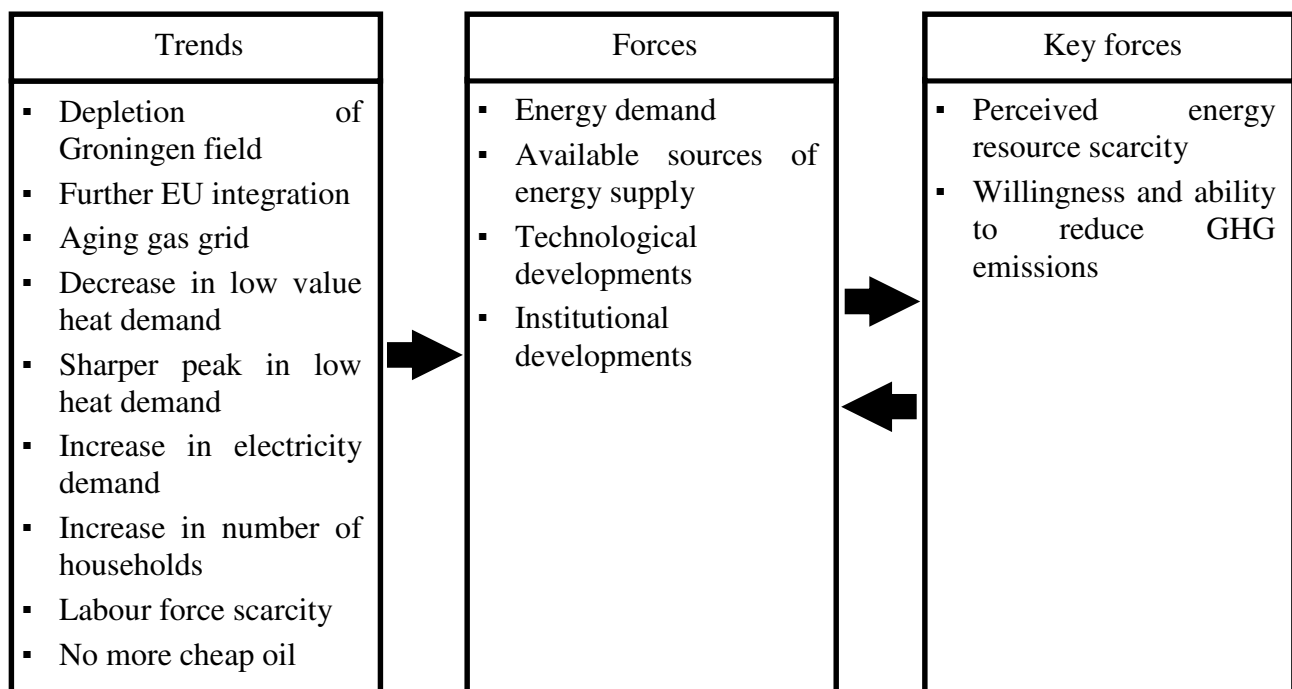 Trends
▪ Depletion of
Groningen field
▪ Further EU integration
▪ Aging gas grid
▪ Decrease in low value
heat demand
▪ Sharper peak in low
heat demand
▪ Increase in electricity
demand
▪ Increase in number of
households
▪ Labour force scarcity
▪ No more cheap oil
Forces
▪ Energy demand
▪ Available sources of
energy supply
▪ Technological
developments
▪ Institutional
developments
Key forces
▪ Perceived energy
resource scarcity
▪ Willingness and ability
to reduce GHG
emissions